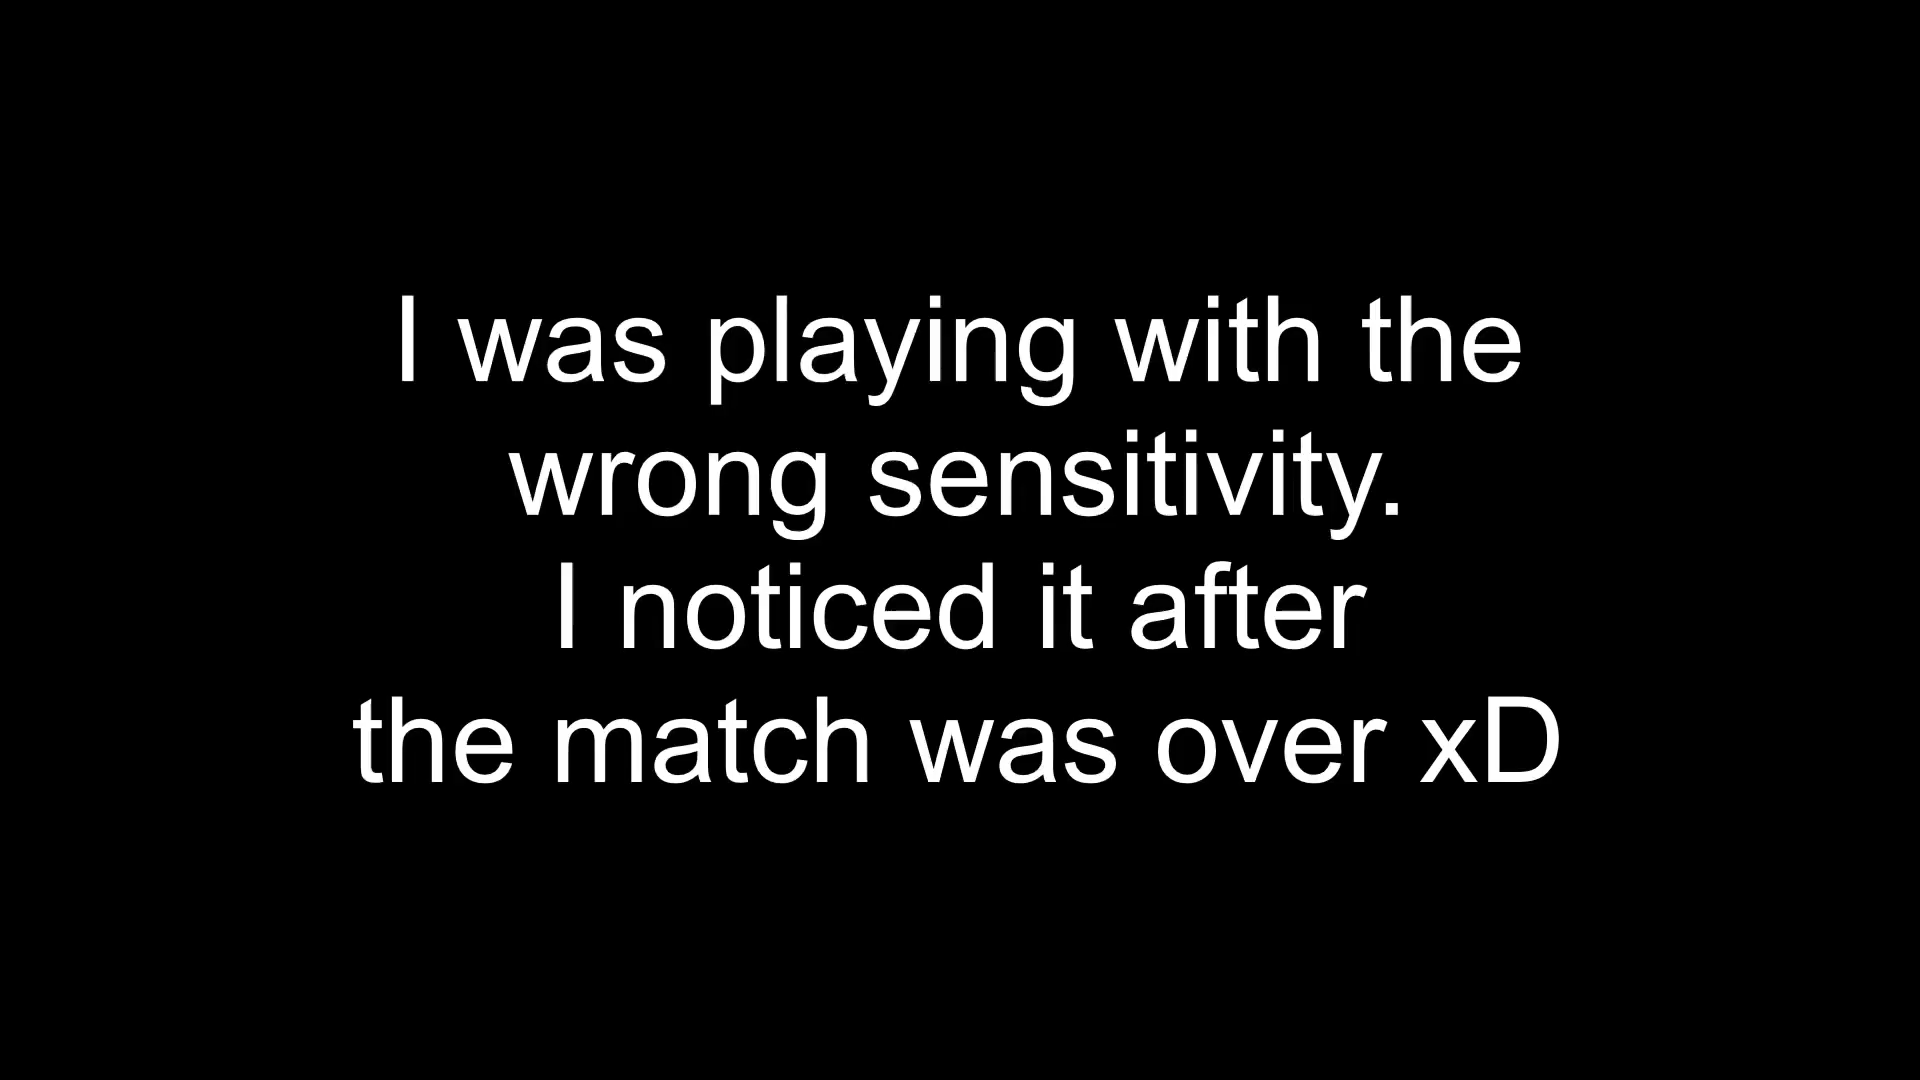 I was playing with the
wrong sensitivity.
I noticed it after
the match was over xD